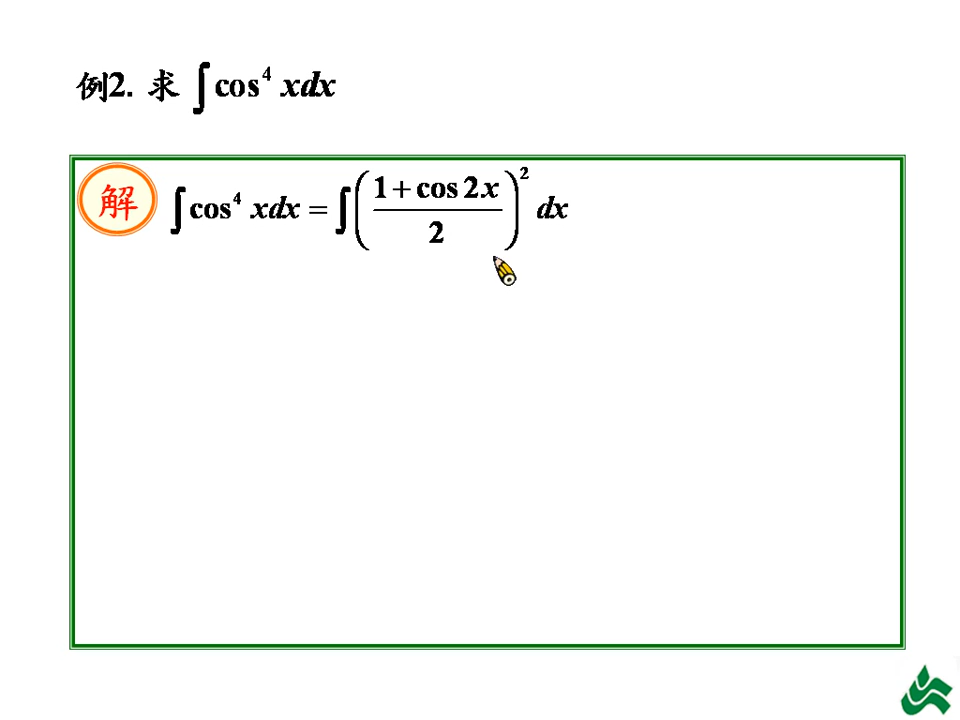 例2. 求 ∫cos⁴ xdx
解 ∫cos⁴ xdx = ∫((1+cos2x)/2)² dx